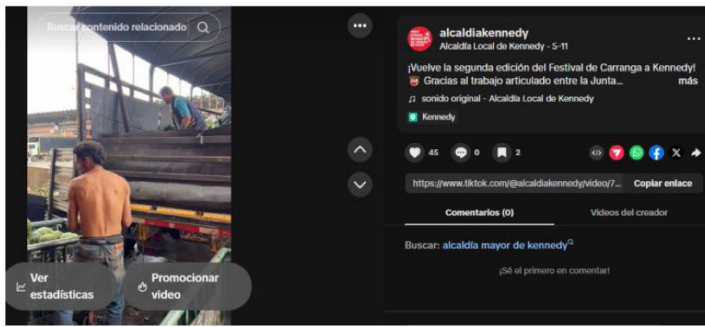 Buscar contenido relacionado
Ver
estadísticas
Promocionar
video
alcaldiakennedy
Alcaldía Local de Kennedy · 5-11
¡Vuelve la segunda edición del Festival de Carranga a Kennedy!
Gracias al trabajo articulado entre la Junta... más
sonido original - Alcaldía Local de Kennedy
Kennedy
45
0
2
https://www.tiktok.com/@alcaldiakennedy/video/7...
Copiar enlace
Comentarios (0)
Videos del creador
Buscar: alcaldía mayor de kennedy
¡Sé el primero en comentar!